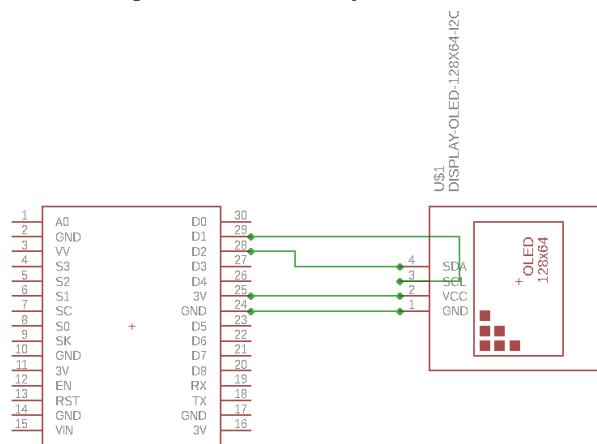 U$1
DISPLAY-OLED-128X64-I2C
1 A0 D0 30
2 GND D1 29
3 VV D2 28
4 S3 D3 27
5 S2 D4 26
6 S1 3V 25
7 SC GND 24
8 S0 D5 23
9 SK D6 22
10 GND D7 21
11 3V D8 20
12 EN RX 19
13 RST TX 18
14 GND GND 17
15 VIN 3V 16
4 SDA
3 SCL
2 VCC
1 GND
OLED
128x64